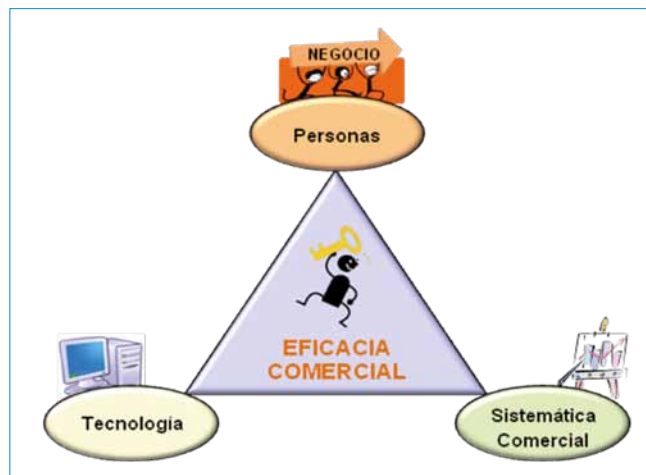 NEGOCIO
Personas
EFICACIA
COMERCIAL
Tecnología
Sistemática
Comercial